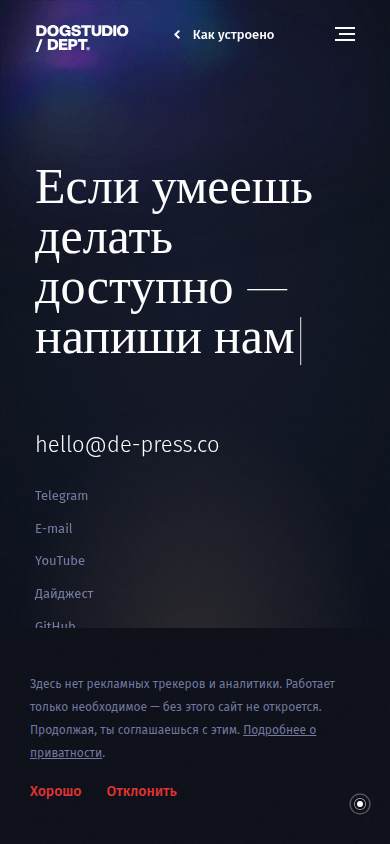 DOGSTUDIO
/ DEPT.
Как устроено
Если умеешь
делать
доступно —
напиши нам
hello@de-press.co
Telegram
E-mail
YouTube
Дайджест
GitHub
Здесь нет рекламных трекеров и аналитики. Работает
только необходимое — без этого сайт не откроется.
Продолжая, ты соглашаешься с этим. Подробнее о
приватности.
Хорошо
Отклонить